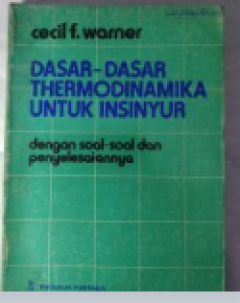 cecil f. warner
DASAR-DASAR
THERMODINAMIKA
UNTUK INSINYUR
dengan soal-soal dan
penyelesaiannya